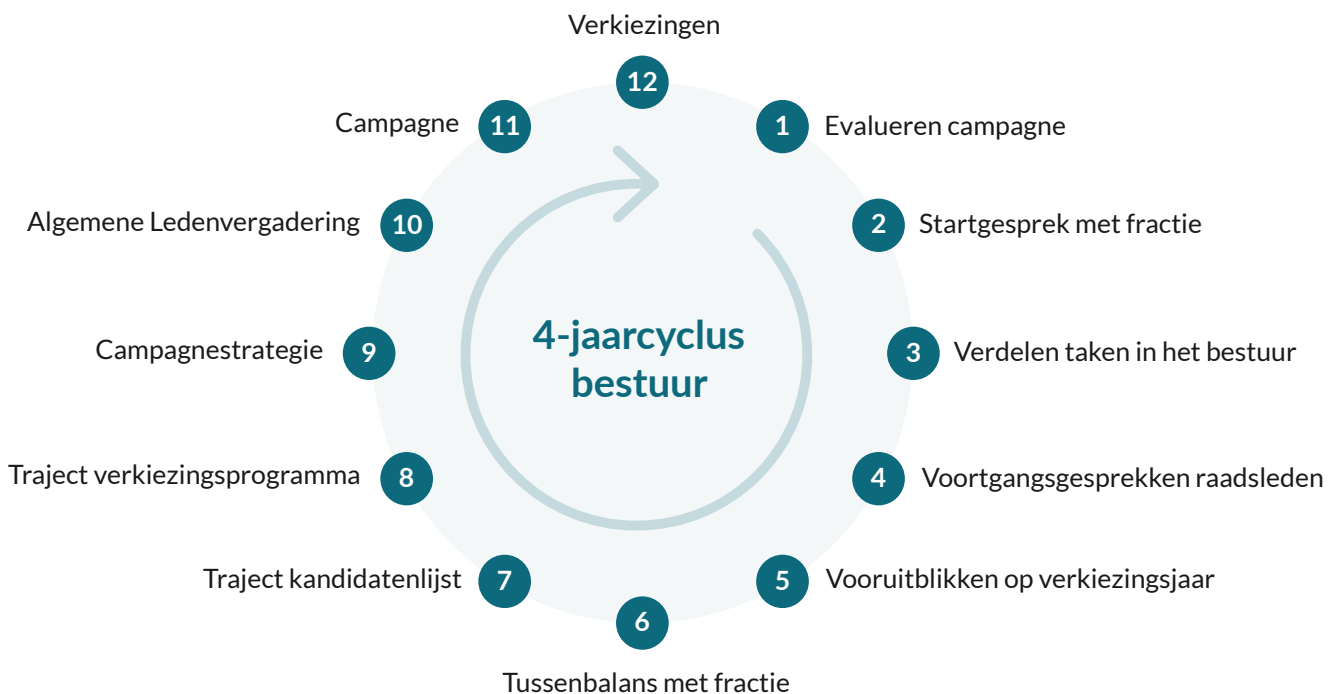 Verkiezingen
12
Campagne 11
1 Evalueren campagne
Algemene Ledenvergadering 10
2 Startgesprek met fractie
4-jaarcyclus
bestuur
Campagnestrategie 9
3 Verdelen taken in het bestuur
Traject verkiezingsprogramma 8
4 Voortgangsgesprekken raadsleden
Traject kandidatenlijst 7
5 Vooruitblikken op verkiezingsjaar
6
Tussenbalans met fractie